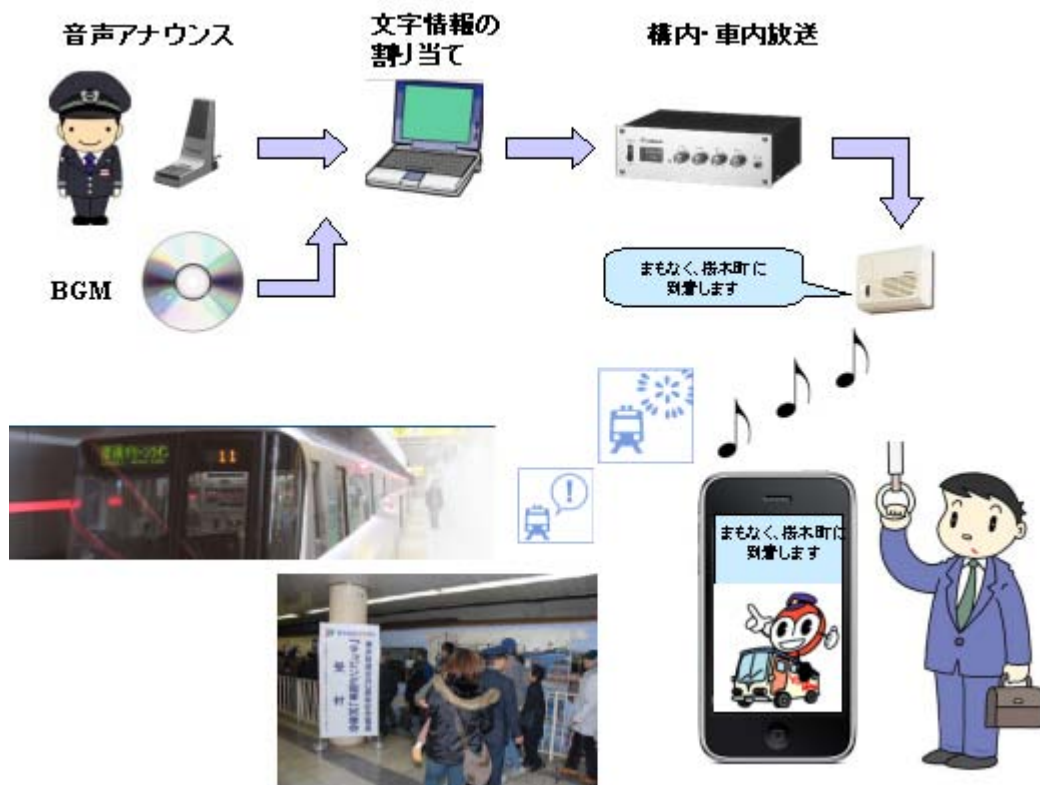 音声アナウンス
文字情報の
割り当て
構内・車内放送
BGM
まもなく、桜木町に
到着します
11
まもなく、桜木町に
到着します
受付